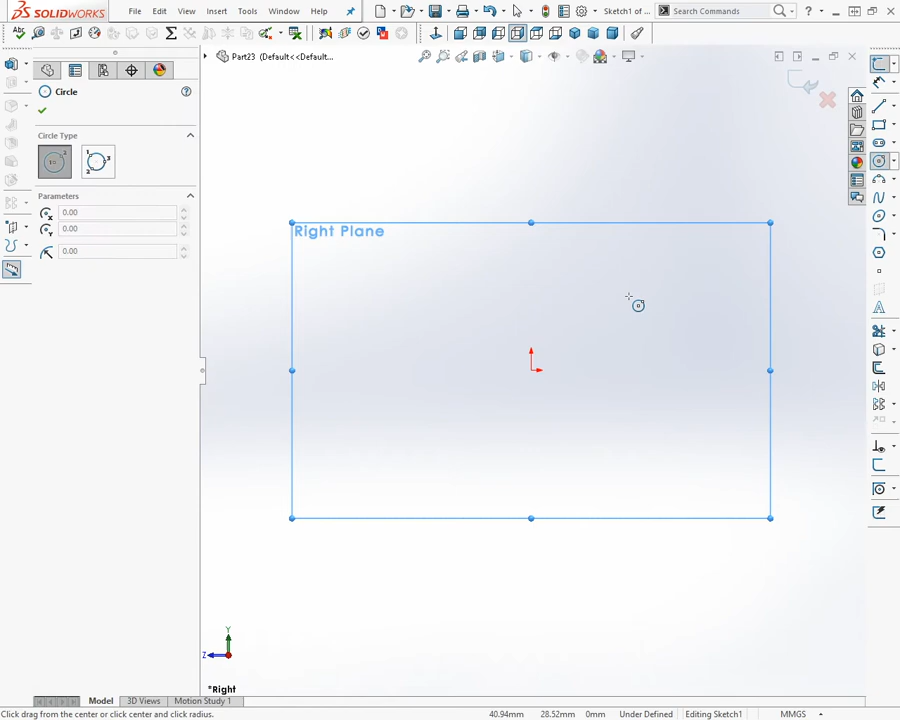 SOLIDWORKS File Edit View Insert Tools Window Help Sketch1 of ... Search Commands
Part23 (Default<<Default...
Circle
Circle Type
Parameters
0.00
0.00
0.00
Right Plane
Y
Z
*Right
Model 3D Views Motion Study 1
Click drag from the center or click center and click radius. 40.94mm 28.52mm 0mm Under Defined Editing Sketch1 MMGS